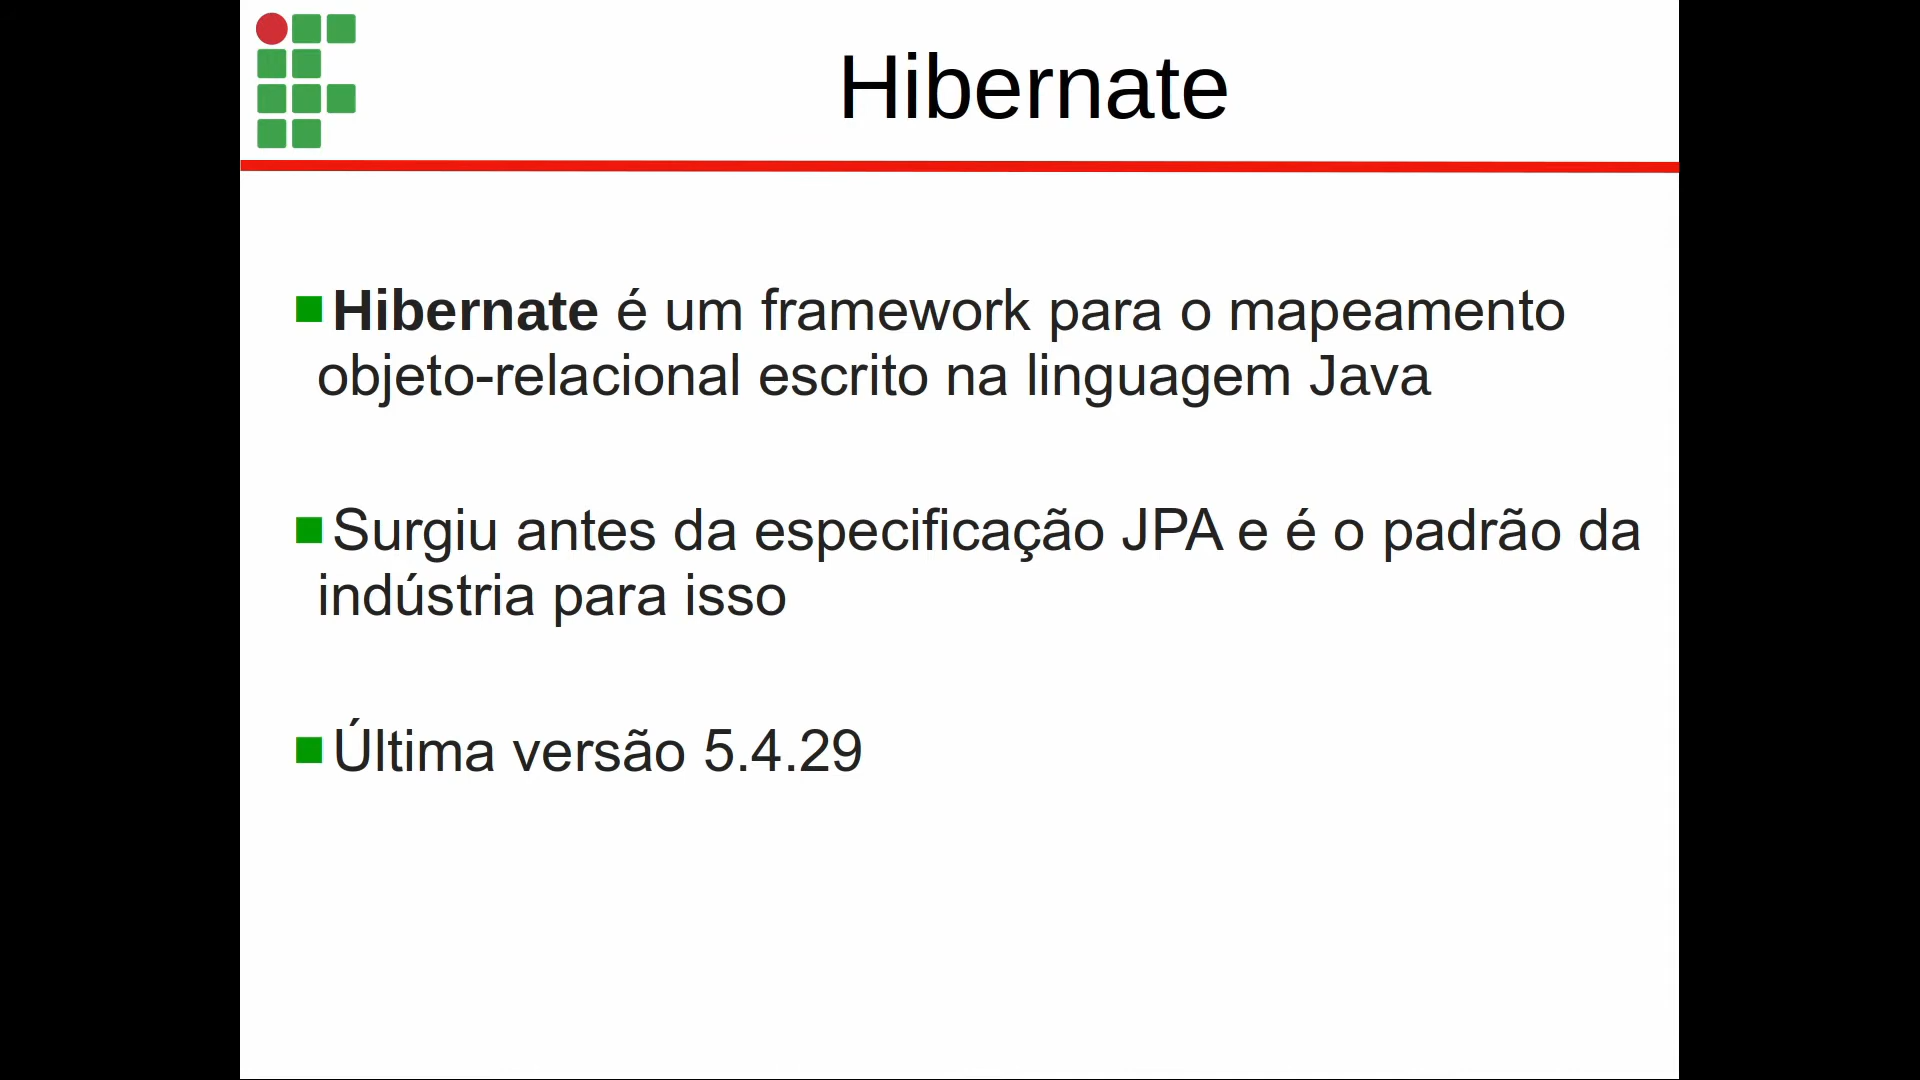 Hibernate
Hibernate é um framework para o mapeamento
objeto-relacional escrito na linguagem Java
Surgiu antes da especificação JPA e é o padrão da
indústria para isso
Última versão 5.4.29